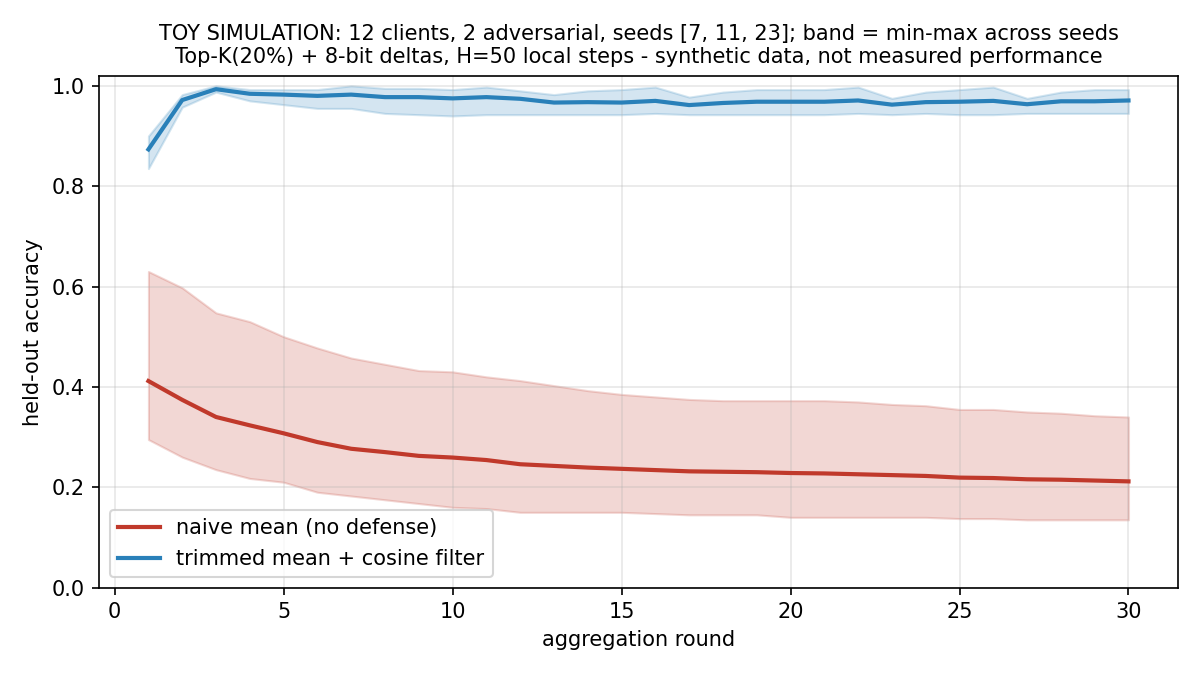 TOY SIMULATION: 12 clients, 2 adversarial, seeds [7, 11, 23]; band = min-max across seeds
Top-K(20%) + 8-bit deltas, H=50 local steps - synthetic data, not measured performance
1.0
0.8
0.6
0.4
0.2
0.0
held-out accuracy
naive mean (no defense)
trimmed mean + cosine filter
0 5 10 15 20 25 30
aggregation round